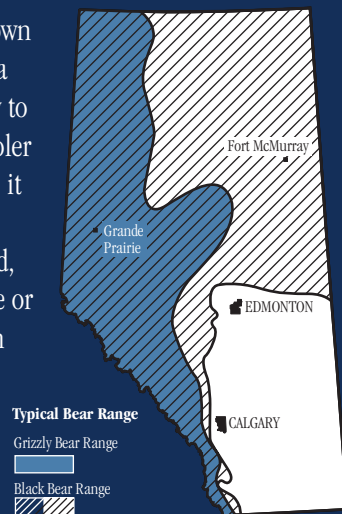 own
a
to
oler
it
d,
e or
n
Fort McMurray
Grande
Prairie
EDMONTON
CALGARY
Typical Bear Range
Grizzly Bear Range
Black Bear Range